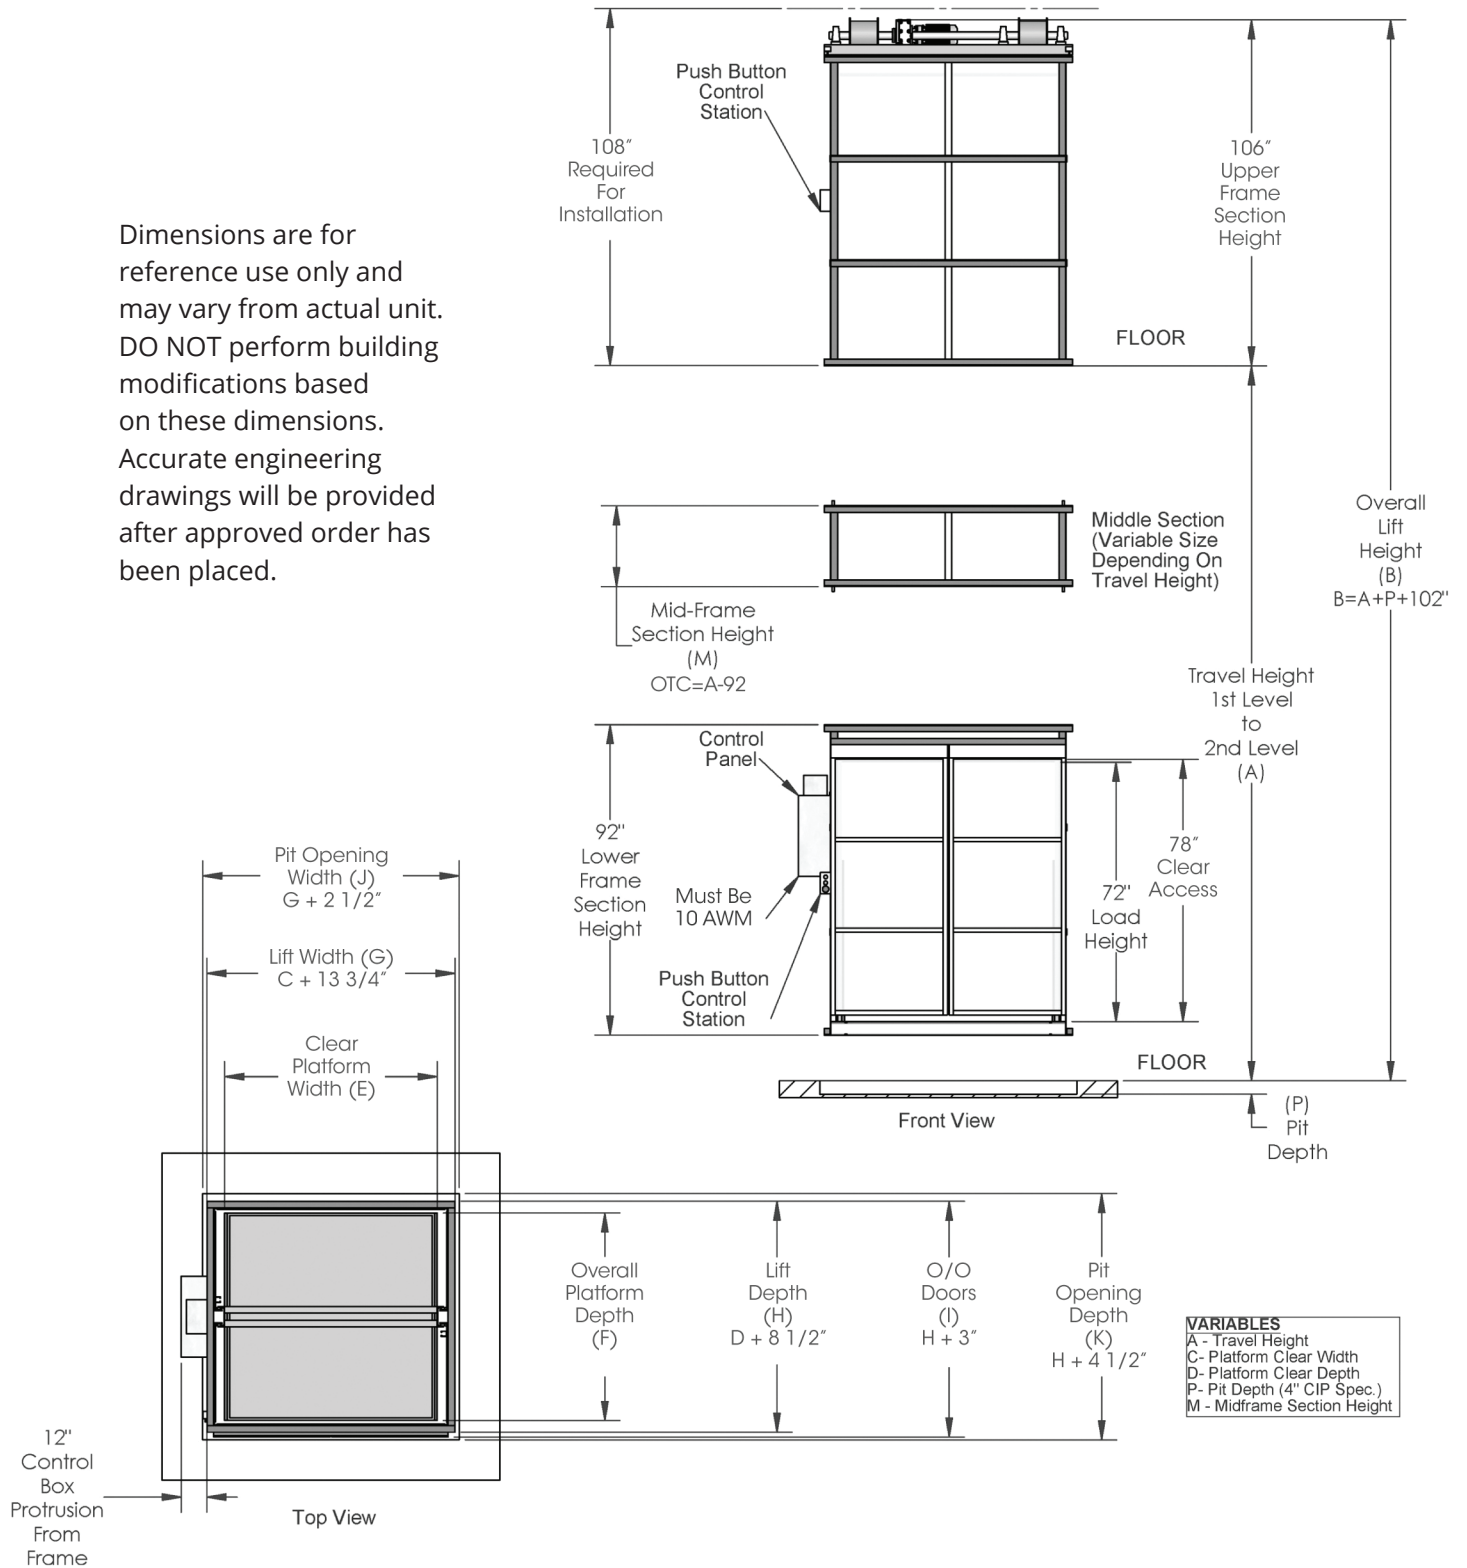 Dimensions are for
reference use only and
may vary from actual unit.
DO NOT perform building
modifications based
on these dimensions.
Accurate engineering
drawings will be provided
after approved order has
been placed.
108"
Required
For
Installation
Push Button
Control
Station
106"
Upper
Frame
Section
Height
FLOOR
Mid-Frame
Section Height
(M)
OTC=A-92
Middle Section
(Variable Size
Depending On
Travel Height)
Overall
Lift
Height
(B)
B=A+P+102"
Travel Height
1st Level
to
2nd Level
(A)
92"
Lower
Frame
Section
Height
Control
Panel
Must Be
10 AWM
Push Button
Control
Station
72"
Load
Height
78"
Clear
Access
FLOOR
Front View
(P)
Pit
Depth
Pit Opening
Width (J)
G + 2 1/2"
Lift Width (G)
C + 13 3/4"
Clear
Platform
Width (E)
Overall
Platform
Depth
(F)
Lift
Depth
(H)
D + 8 1/2"
O/O
Doors
(I)
H + 3"
Pit
Opening
Depth
(K)
H + 4 1/2"
VARIABLES
A - Travel Height
C- Platform Clear Width
D- Platform Clear Depth
P- Pit Depth (4" CIP Spec.)
M - Midframe Section Height
12"
Control
Box
Protrusion
From
Frame
Top View